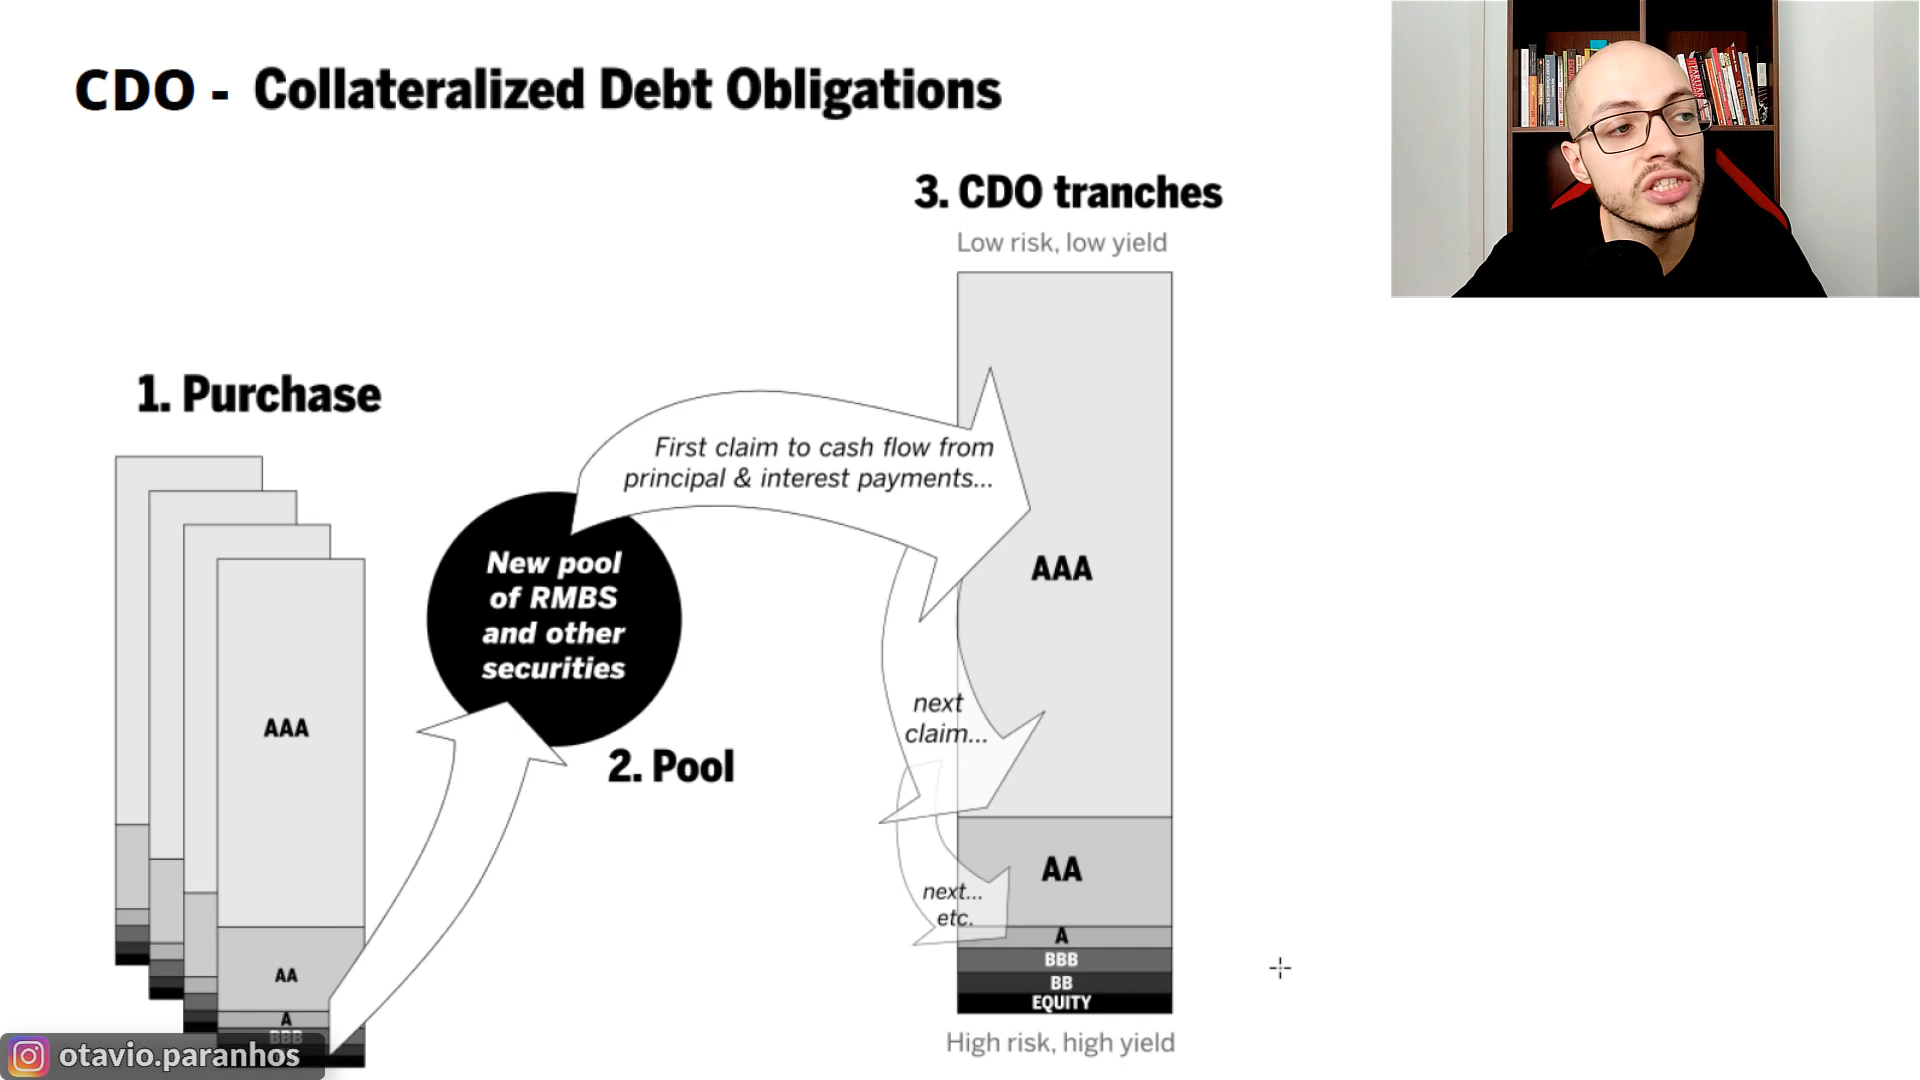 CDO - Collateralized Debt Obligations
3. CDO tranches
Low risk, low yield
1. Purchase
First claim to cash flow from
principal & interest payments...
New pool
of RMBS
and other
securities
AAA
next
claim...
AAA
2. Pool
AA
next...
etc.
A
BBB
BB
EQUITY
AA
A
BBB
High risk, high yield
otavio.paranhos